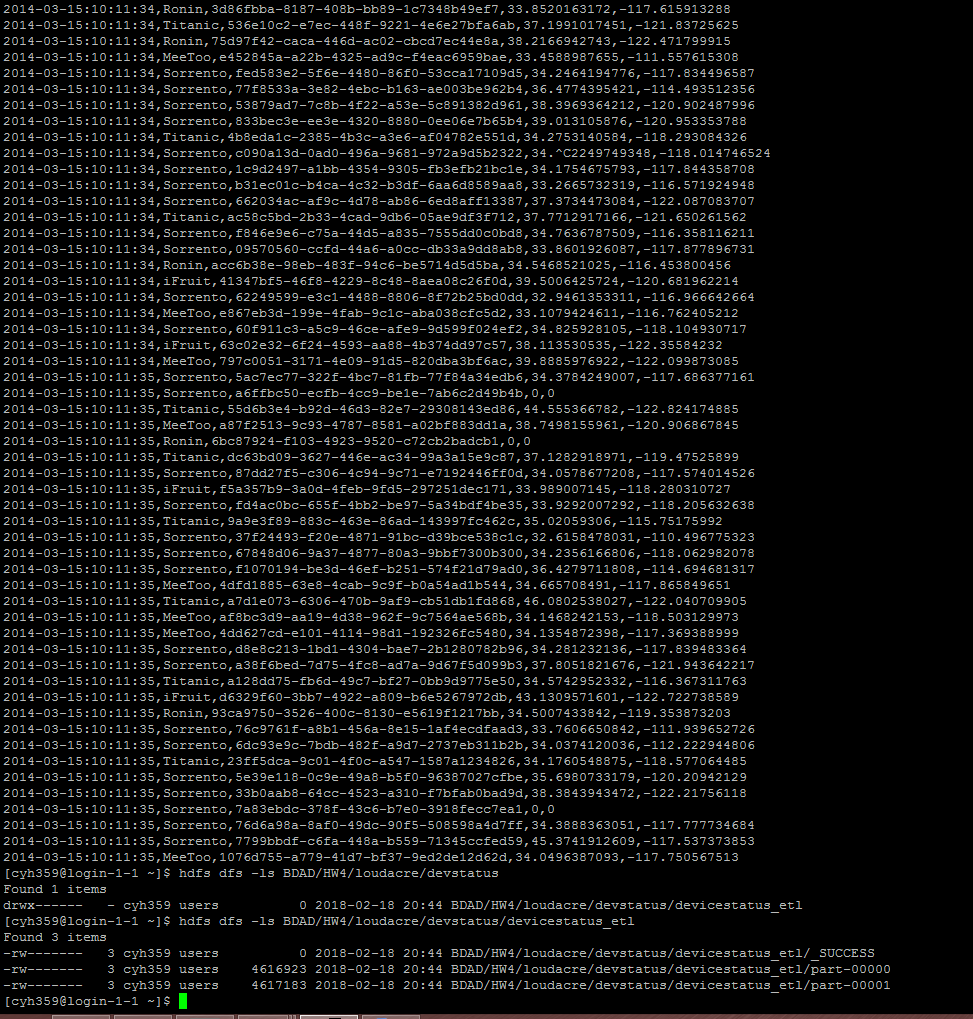 2014-03-15:10:11:34,Ronin,3d86fbba-8187-408b-bb89-1c7348b49ef7,33.8520163172,-117.615913288
2014-03-15:10:11:34,Titanic,536e10c2-e7ec-448f-9221-4e6e27bfa6ab,37.1991017451,-121.83725625
2014-03-15:10:11:34,Ronin,75d97f42-caca-446d-ac02-cbcd7ec44e8a,38.2166942743,-122.471799915
2014-03-15:10:11:34,MeeToo,e452845a-a22b-4325-ad9c-f4eac6959bae,33.4588987655,-111.557615308
2014-03-15:10:11:34,Sorrento,fed583e2-5f6e-4480-86f0-53cca17109d5,34.2464194776,-117.834496587
2014-03-15:10:11:34,Sorrento,77f8533a-3e82-4ebc-b163-ae003be962b4,36.4774395421,-114.493512356
2014-03-15:10:11:34,Sorrento,53879ad7-7c8b-4f22-a53e-5c891382d961,38.3969364212,-120.902487996
2014-03-15:10:11:34,Sorrento,833bec3e-ee3e-4320-8880-0ee06e7b65b4,39.013105876,-120.953353788
2014-03-15:10:11:34,Titanic,4b8eda1c-2385-4b3c-a3e6-af04782e551d,34.2753140584,-118.293084326
2014-03-15:10:11:34,Sorrento,c090a13d-0ad0-496a-9681-972a9d5b2322,34.^C2249749348,-118.014746524
2014-03-15:10:11:34,Sorrento,1c9d2497-a1bb-4354-9305-fb3efb21bc1e,34.1754675793,-117.844358708
2014-03-15:10:11:34,Sorrento,b31ec01c-b4ca-4c32-b3df-6aa6d8589aa8,33.2665732319,-116.571924948
2014-03-15:10:11:34,Sorrento,662034ac-af9c-4d78-ab86-6ed8aff13387,37.3734473084,-122.087083707
2014-03-15:10:11:34,Titanic,ac58c5bd-2b33-4cad-9db6-05ae9df3f712,37.7712917166,-121.650261562
2014-03-15:10:11:34,Sorrento,f846e9e6-c75a-44d5-a835-7555dd0c0bd8,34.7636787509,-116.358116211
2014-03-15:10:11:34,Sorrento,09570560-ccfd-44a6-a0cc-db33a9dd8ab8,33.8601926087,-117.877896731
2014-03-15:10:11:34,Ronin,acc6b38e-98eb-483f-94c6-be5714d5d5ba,34.5468521025,-116.453800456
2014-03-15:10:11:34,iFruit,41347bf5-46f8-4229-8c48-8aea08c26f0d,39.5006425724,-120.681962214
2014-03-15:10:11:34,Sorrento,62249599-e3c1-4488-8806-8f72b25bd0dd,32.9461353311,-116.966642664
2014-03-15:10:11:34,MeeToo,e867eb3d-199e-4fab-9c1c-aba038cfc5d2,33.1079424611,-116.762405212
2014-03-15:10:11:34,Sorrento,60f911c3-a5c9-46ce-afe9-9d599f024ef2,34.825928105,-118.104930717
2014-03-15:10:11:34,iFruit,63c02e32-6f24-4593-aa88-4b374dd97c57,38.113530535,-122.35584232
2014-03-15:10:11:34,MeeToo,797c0051-3171-4e09-91d5-820dba3bf6ac,39.8885976922,-122.099873085
2014-03-15:10:11:35,Sorrento,5ac7ec77-322f-4bc7-81fb-77f84a34edb6,34.3784249007,-117.686377161
2014-03-15:10:11:35,Sorrento,a6ffbc50-ecfb-4cc9-be1e-7ab6c2d49b4b,0,0
2014-03-15:10:11:35,Titanic,55d6b3e4-b92d-46d3-82e7-29308143ed86,44.555366782,-122.824174885
2014-03-15:10:11:35,MeeToo,a87f2513-9c93-4787-8581-a02bf883dd1a,38.7498155961,-120.906867845
2014-03-15:10:11:35,Ronin,6bc87924-f103-4923-9520-c72cb2badcb1,0,0
2014-03-15:10:11:35,Titanic,dc63bd09-3627-446e-ac34-99a3a15e9c87,37.1282918971,-119.47525899
2014-03-15:10:11:35,Sorrento,87dd27f5-c306-4c94-9c71-e7192446ff0d,34.0578677208,-117.574014526
2014-03-15:10:11:35,iFruit,f5a357b9-3a0d-4feb-9fd5-297251dec171,33.989007145,-118.280310727
2014-03-15:10:11:35,Sorrento,fd4ac0bc-655f-4bb2-be97-5a34bdf4be35,33.9292007292,-118.205632638
2014-03-15:10:11:35,Titanic,9a9e3f89-883c-463e-86ad-143997fc462c,35.02059306,-115.75175992
2014-03-15:10:11:35,Sorrento,37f24493-f20e-4871-91bc-d39bce538c1c,32.6158478031,-110.496775323
2014-03-15:10:11:35,Sorrento,67848d06-9a37-4877-80a3-9bbf7300b300,34.2356166806,-118.062982078
2014-03-15:10:11:35,Sorrento,f1070194-be3d-46ef-b251-574f21d79ad0,36.4279711808,-114.694681317
2014-03-15:10:11:35,MeeToo,4dfd1885-63e8-4cab-9c9f-b0a54ad1b544,34.665708491,-117.865849651
2014-03-15:10:11:35,Titanic,a7d1e073-6306-470b-9af9-cb51db1fd868,46.0802538027,-122.040709905
2014-03-15:10:11:35,MeeToo,af8bc3d9-aa19-4d38-962f-9c7564ae568b,34.1468242153,-118.503129973
2014-03-15:10:11:35,MeeToo,4dd627cd-e101-4114-98d1-192326fc5480,34.1354872398,-117.369388999
2014-03-15:10:11:35,Sorrento,d8e8c213-1bd1-4304-bae7-2b1280782b96,34.281232136,-117.839483364
2014-03-15:10:11:35,Sorrento,a38f6bed-7d75-4fc8-ad7a-9d67f5d099b3,37.8051821676,-121.943642217
2014-03-15:10:11:35,Titanic,a128dd75-fb6d-49c7-bf27-0bb9d9775e50,34.5742952332,-116.367311763
2014-03-15:10:11:35,iFruit,d6329f60-3bb7-4922-a809-b6e5267972db,43.1309571601,-122.722738589
2014-03-15:10:11:35,Ronin,93ca9750-3526-400c-8130-e5619f1217bb,34.5007433842,-119.353873203
2014-03-15:10:11:35,Sorrento,76c9761f-a8b1-456a-8e15-1af4ecdfaad3,33.7606650842,-111.939652726
2014-03-15:10:11:35,Sorrento,6dc93e9c-7bdb-482f-a9d7-2737eb311b2b,34.0374120036,-112.222944806
2014-03-15:10:11:35,Titanic,23ff5dca-9c01-4f0c-a547-1587a1234826,34.1760548875,-118.577064485
2014-03-15:10:11:35,Sorrento,5e39e118-0c9e-49a8-b5f0-96387027cfbe,35.6980733179,-120.20942129
2014-03-15:10:11:35,Sorrento,33b0aab8-64cc-4523-a310-f7bfab0bad9d,38.3843943472,-122.21756118
2014-03-15:10:11:35,Sorrento,7a83ebdc-378f-43c6-b7e0-3918fecc7ea1,0,0
2014-03-15:10:11:35,Sorrento,76d6a98a-8af0-49dc-90f5-508598a4d7ff,34.3888363051,-117.777734684
2014-03-15:10:11:35,Sorrento,7799bbdf-c6fa-448a-b559-71345ccfed59,45.3741912609,-117.537373853
2014-03-15:10:11:35,MeeToo,1076d755-a779-41d7-bf37-9ed2de12d62d,34.0496387093,-117.750567513
[cyh359@login-1-1 ~]$ hdfs dfs -ls BDAD/HW4/loudacre/devstatus
Found 1 items
drwx------   - cyh359 users          0 2018-02-18 20:44 BDAD/HW4/loudacre/devstatus/devicestatus_etl
[cyh359@login-1-1 ~]$ hdfs dfs -ls BDAD/HW4/loudacre/devstatus/devicestatus_etl
Found 3 items
-rw-------   3 cyh359 users          0 2018-02-18 20:44 BDAD/HW4/loudacre/devstatus/devicestatus_etl/_SUCCESS
-rw-------   3 cyh359 users    4616923 2018-02-18 20:44 BDAD/HW4/loudacre/devstatus/devicestatus_etl/part-00000
-rw-------   3 cyh359 users    4617183 2018-02-18 20:44 BDAD/HW4/loudacre/devstatus/devicestatus_etl/part-00001
[cyh359@login-1-1 ~]$